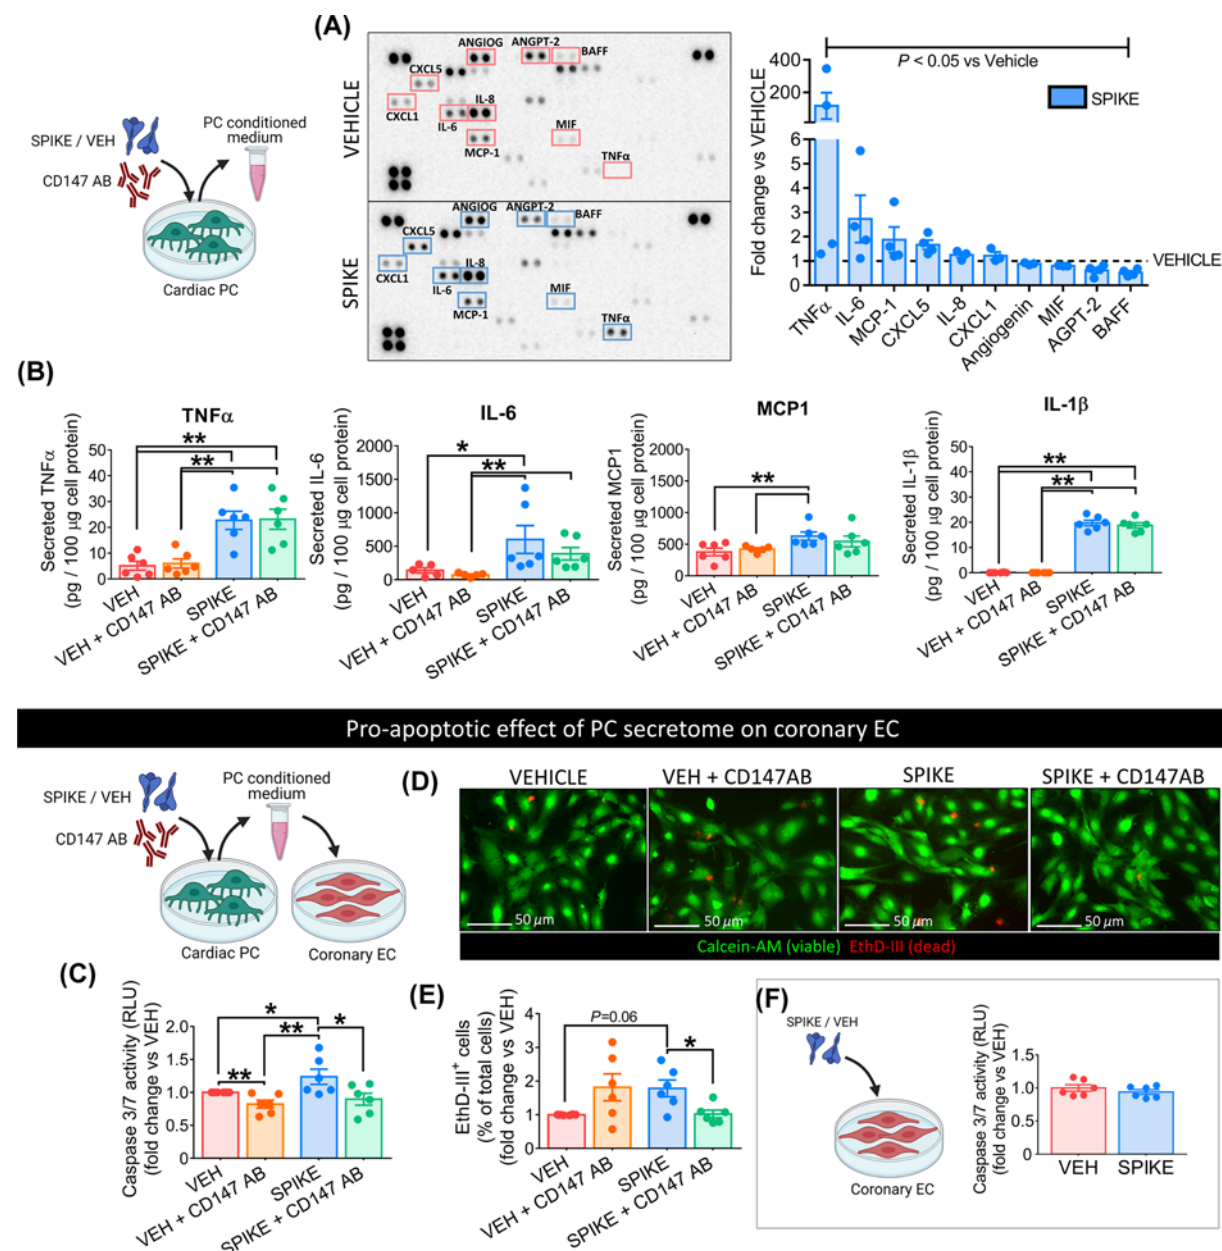 (A)
SPIKE / VEH
CD147 AB
PC conditioned
medium
Cardiac PC
VEHICLE
ANGIOG
ANGPT-2
BAFF
CXCL5
CXCL1
IL-8
IL-6
MCP-1
MIF
TNFα
SPIKE
ANGIOG
ANGPT-2
BAFF
CXCL5
CXCL1
IL-8
IL-6
MCP-1
MIF
TNFα
Fold change vs VEHICLE
400
200
6
5
4
3
2
1
0
P < 0.05 vs Vehicle
SPIKE
VEHICLE
TNFα
IL-6
MCP-1
CXCL5
IL-8
CXCL1
Angiogenin
MIF
AGPT-2
BAFF
(B)
TNFα
Secreted TNFα
(pg / 100 µg cell protein)
50
40
30
20
10
0
**
**
VEH
VEH + CD147 AB
SPIKE
SPIKE + CD147 AB
IL-6
Secreted IL-6
(pg / 100 µg cell protein)
2000
1500
1000
500
0
*
**
VEH
VEH + CD147 AB
SPIKE
SPIKE + CD147 AB
MCP1
Secreted MCP1
(pg / 100 µg cell protein)
2000
1500
1000
500
0
**
VEH
VEH + CD147 AB
SPIKE
SPIKE + CD147 AB
IL-1β
Secreted IL-1β
(pg / 100 µg cell protein)
50
40
30
20
10
0
**
**
VEH
VEH + CD147 AB
SPIKE
SPIKE + CD147 AB
Pro-apoptotic effect of PC secretome on coronary EC
SPIKE / VEH
CD147 AB
PC conditioned
medium
Cardiac PC
Coronary EC
(D)
VEHICLE
VEH + CD147AB
SPIKE
SPIKE + CD147AB
50 µm
50 µm
50 µm
50 µm
Calcein-AM (viable) EthD-III (dead)
(C)
Caspase 3/7 activity (RLU)
(fold change vs VEH)
2.0
1.5
1.0
0.5
0
*
**
*
**
VEH
VEH + CD147 AB
SPIKE
SPIKE + CD147 AB
(E)
EthD-III+ cells
(% of total cells)
(fold change vs VEH)
4
3
2
1
0
P=0.06
*
VEH
VEH + CD147 AB
SPIKE
SPIKE + CD147 AB
(F)
SPIKE / VEH
Coronary EC
Caspase 3/7 activity (RLU)
(fold change vs VEH)
1.5
1.0
0.5
0
VEH
SPIKE